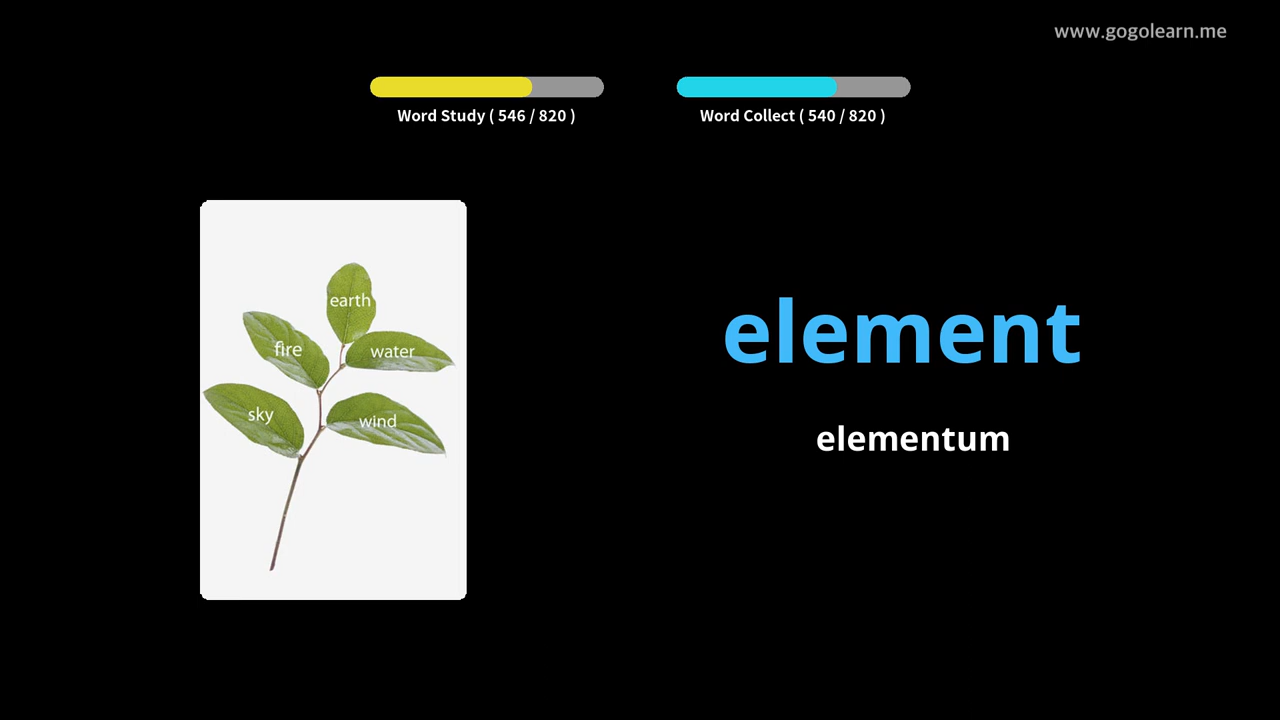 www.gogolearn.me
Word Study ( 546 / 820 )
Word Collect ( 540 / 820 )
earth
fire
water
sky
wind
element
elementum